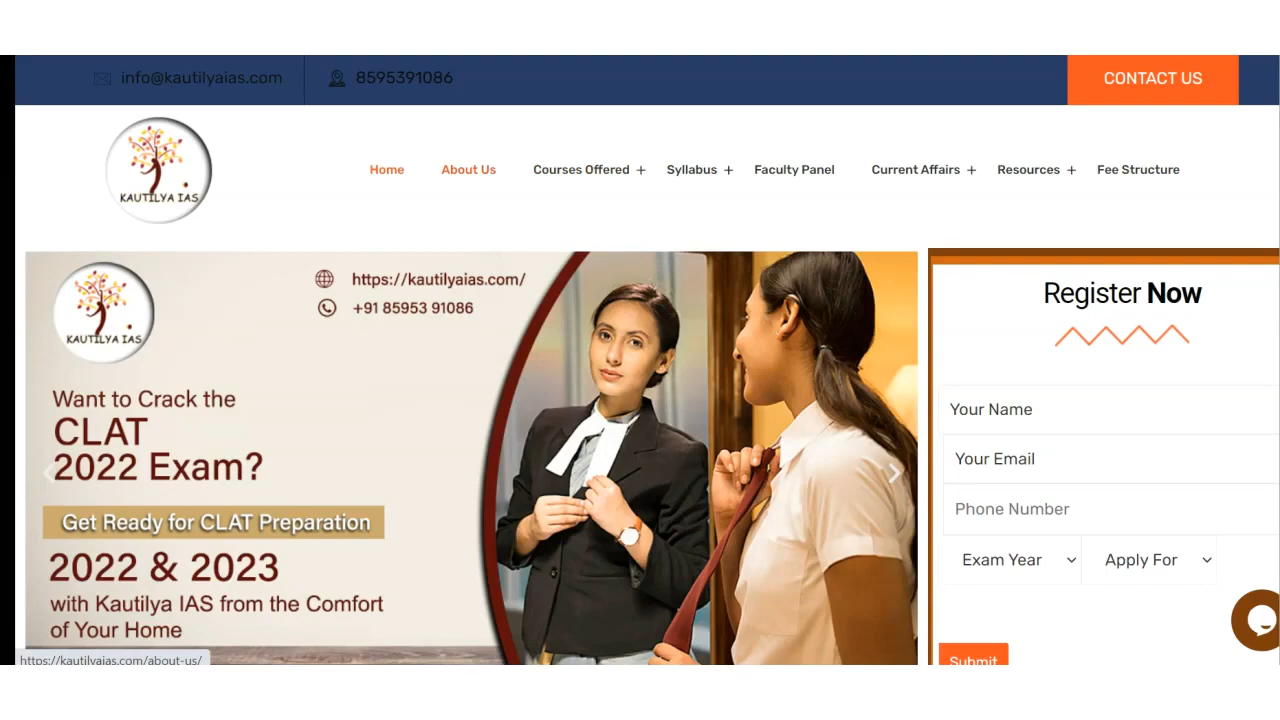 info@kautilyaias.com
8595391086
CONTACT US
KAUTILYA IAS
Home
About Us
Courses Offered +
Syllabus +
Faculty Panel
Current Affairs +
Resources +
Fee Structure
KAUTILYA IAS
https://kautilyaias.com/
+91 85953 91086
Want to Crack the
CLAT
2022 Exam?
Get Ready for CLAT Preparation
2022 & 2023
with Kautilya IAS from the Comfort
of Your Home
Register Now
Your Name
Your Email
Phone Number
Exam Year
Apply For
Submit
https://kautilyaias.com/about-us/